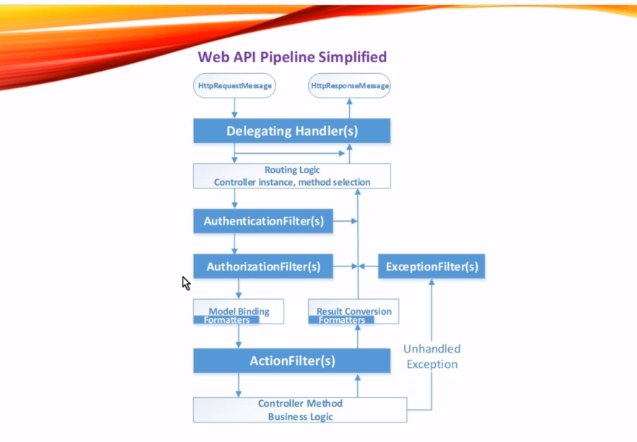 Web API Pipeline Simplified
HttpRequestMessage
HttpResponseMessage
Delegating Handler(s)
Routing Logic
Controller instance, method selection
AuthenticationFilter(s)
AuthorizationFilter(s)
ExceptionFilter(s)
Model Binding
Formatters
Result Conversion
Formatters
ActionFilter(s)
Unhandled
Exception
Controller Method
Business Logic